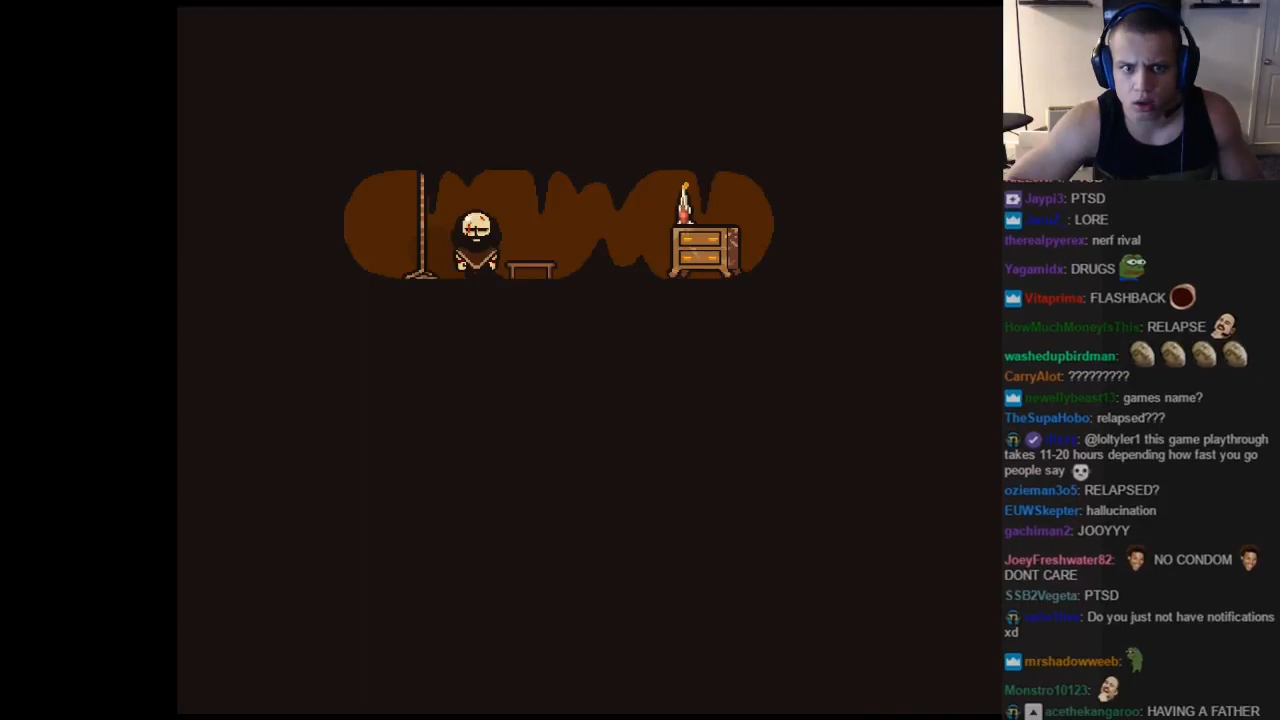 Jaypi3: PTSD
LORE
therealpyerex: nerf rival
Yagamidx: DRUGS
Vitaprima: FLASHBACK
HowMuchMoneyIsThis: RELAPSE
washedupbirdman:
CarryAlot: ?????????
newellybeast13: games name?
TheSupaHobo: relapsed???
: @loltyler1 this game playthrough
takes 11-20 hours depending how fast you go
people say
ozieman3o5: RELAPSED?
EUWSkepter: hallucination
gachiman2: JOOYYY
JoeyFreshwater82: NO CONDOM
DONT CARE
SSB2Vegeta: PTSD
: Do you just not have notifications
xd
mrshadowweeb:
Monstro10123:
acethekangaroo: HAVING A FATHER